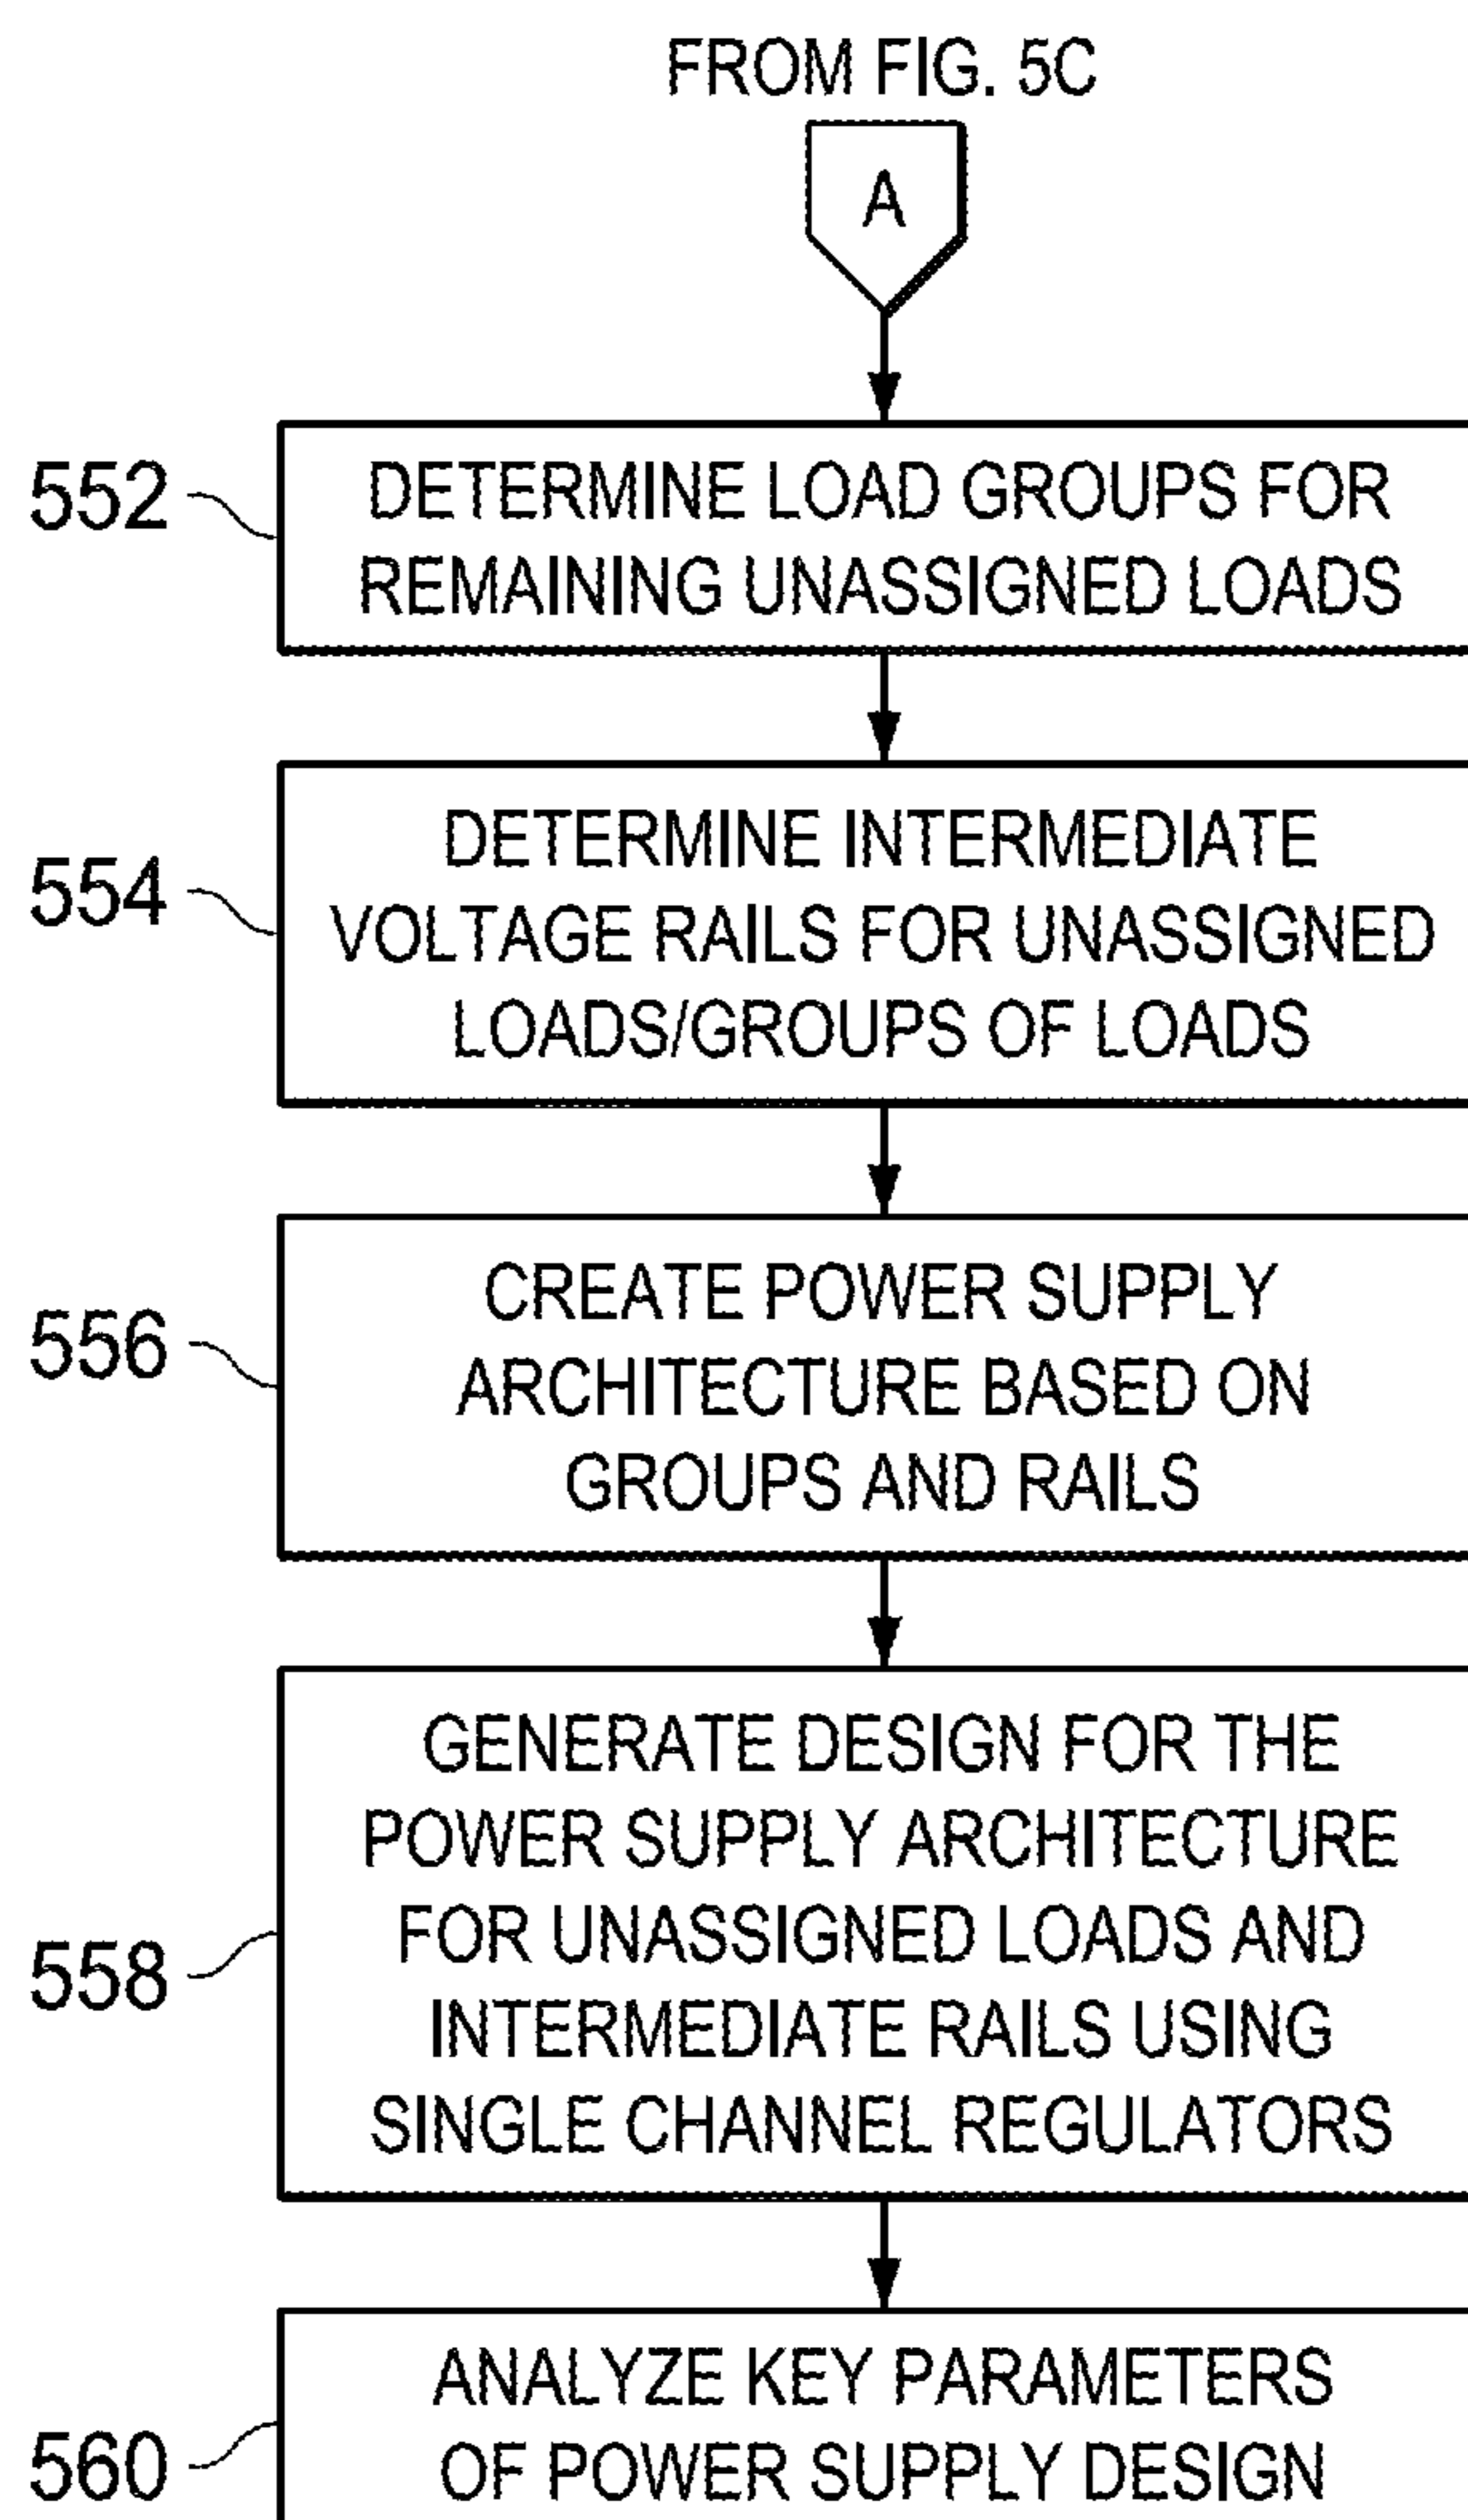 FROM FIG. 5C
A
552
DETERMINE LOAD GROUPS FOR
REMAINING UNASSIGNED LOADS
554
DETERMINE INTERMEDIATE
VOLTAGE RAILS FOR UNASSIGNED
LOADS/GROUPS OF LOADS
556
CREATE POWER SUPPLY
ARCHITECTURE BASED ON
GROUPS AND RAILS
558
GENERATE DESIGN FOR THE
POWER SUPPLY ARCHITECTURE
FOR UNASSIGNED LOADS AND
INTERMEDIATE RAILS USING
SINGLE CHANNEL REGULATORS
560
ANALYZE KEY PARAMETERS
OF POWER SUPPLY DESIGN